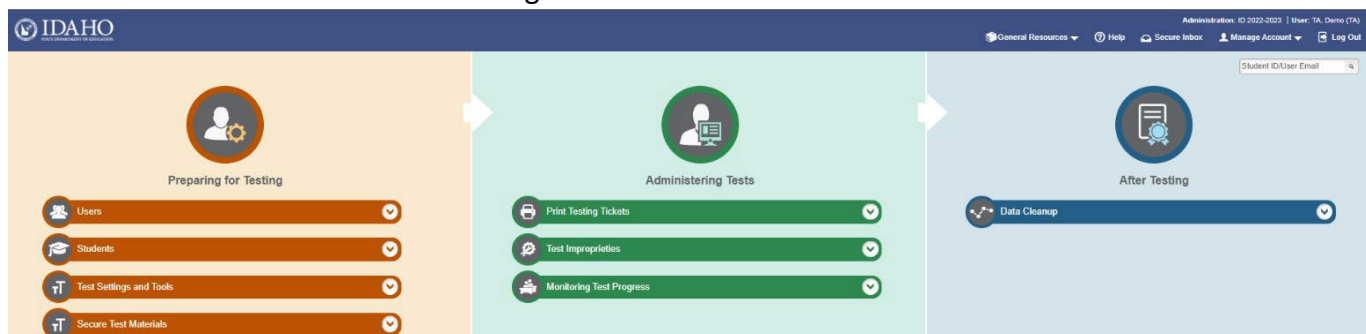 IDAHO
STATE DEPARTMENT OF EDUCATION
Administration: ID 2022-2023 | User: TA, Demo (TA)
General Resources
Help
Secure Inbox
Manage Account
Log Out
Student ID/User Email
Preparing for Testing
Users
Students
Test Settings and Tools
Secure Test Materials
Administering Tests
Print Testing Tickets
Test Improprieties
Monitoring Test Progress
After Testing
Data Cleanup